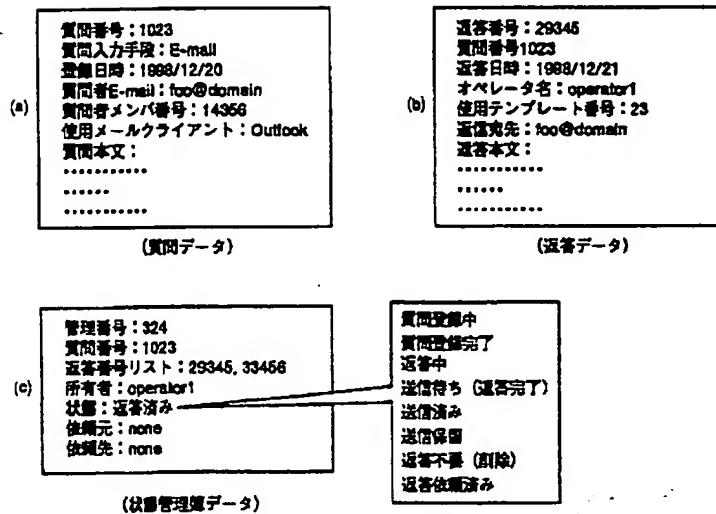 (a)
質問番号：1023
質問入力手段：E-mail
登録日時：1998/12/20
質問者E-mail：foo@domain
質問者メンバ番号：14356
使用メールクライアント：Outlook
質問本文：
…………
……
…………
(質問データ)
(b)
返答番号：29345
質問番号1023
返答日時：1998/12/21
オペレータ名：operator1
使用テンプレート番号：23
返信宛先：foo@domain
返答本文：
…………
……
…………
(返答データ)
(c)
管理番号：324
質問番号：1023
返答番号リスト：29345, 33456
所有者：operator1
状態：返答済み
依頼元：none
依頼先：none
(状態管理簿データ)
質問登録中
質問登録完了
返答中
送信待ち（返答完了）
送信済み
送信保留
返答不要（削除）
返答依頼済み